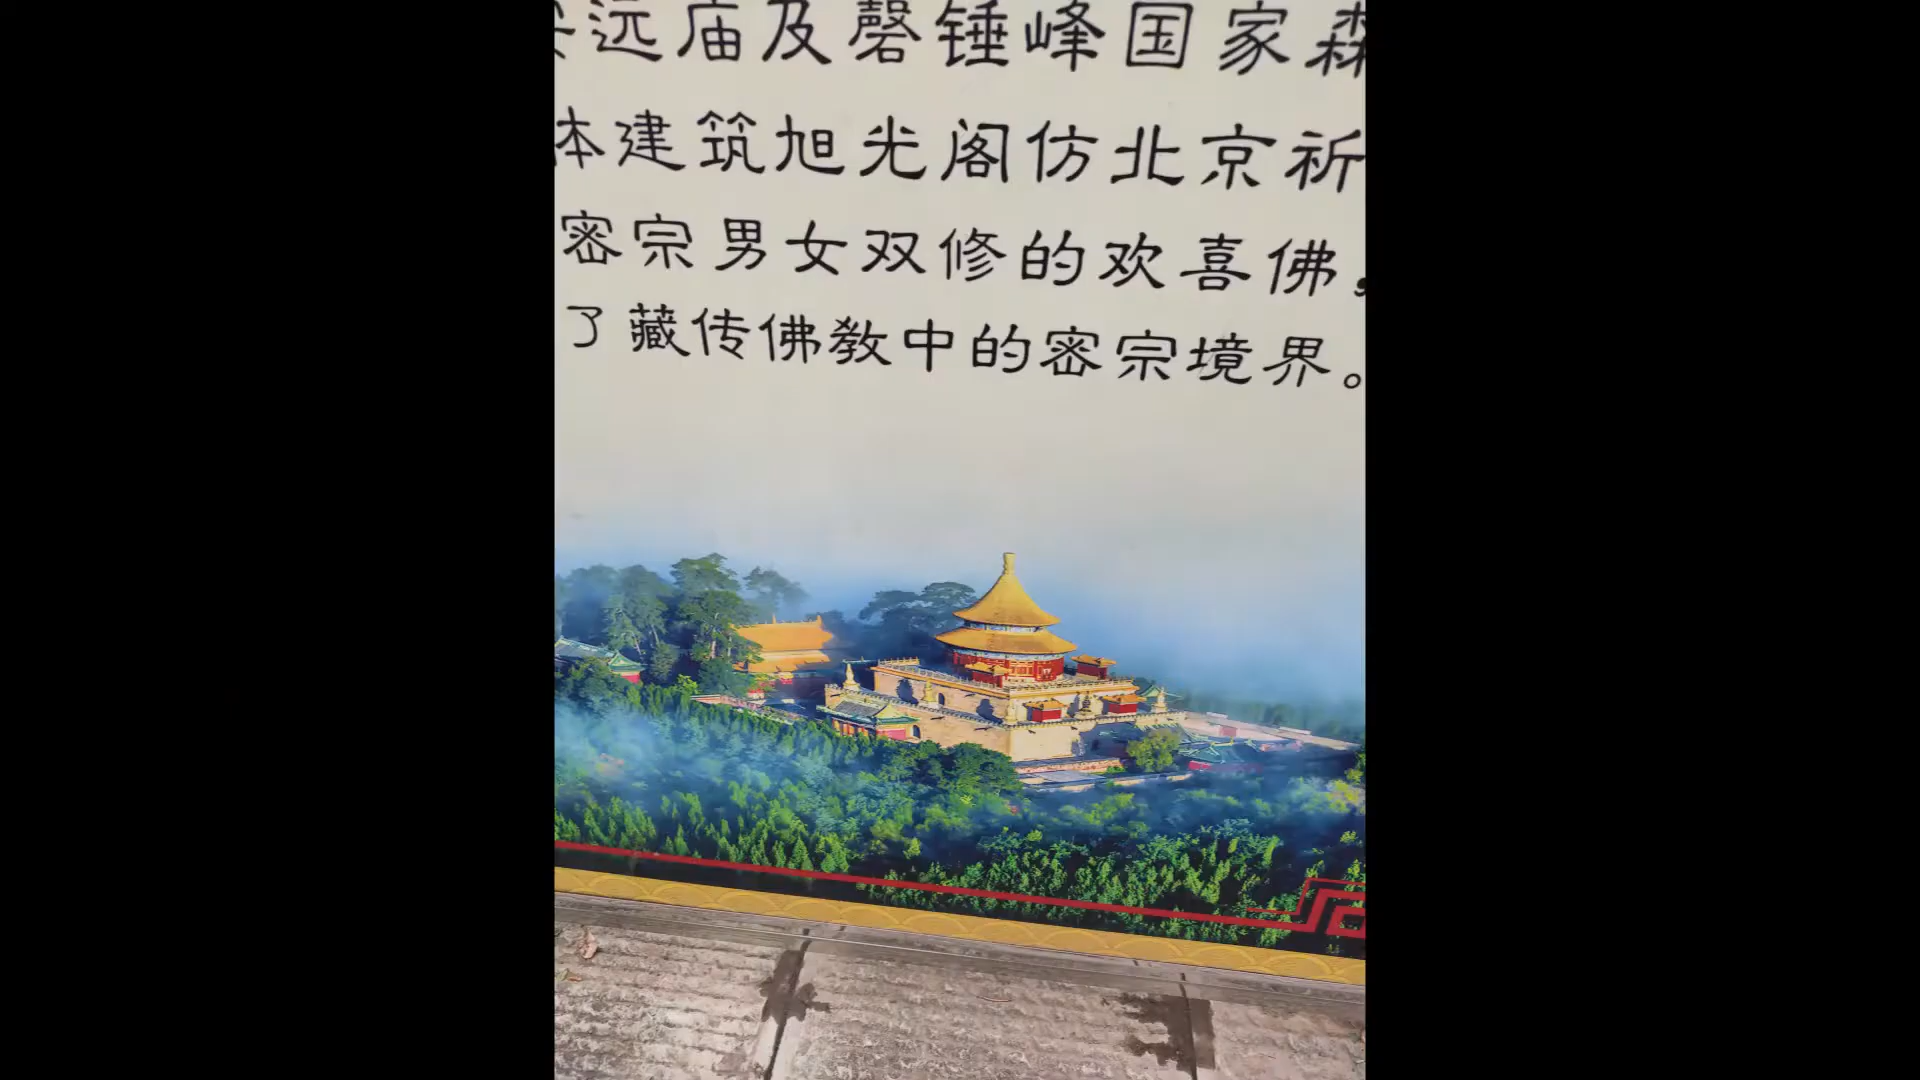 远庙及磬锤峰国家森
体建筑旭光阁仿北京祈
密宗男女双修的欢喜佛,
了藏传佛教中的密宗境界。